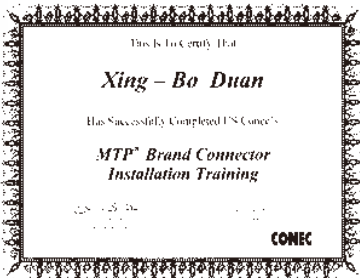 This Is To Certify That
Xing – Bo Duan
Has Successfully Completed US Conec's
MTP® Brand Connector
Installation Training
CONEC